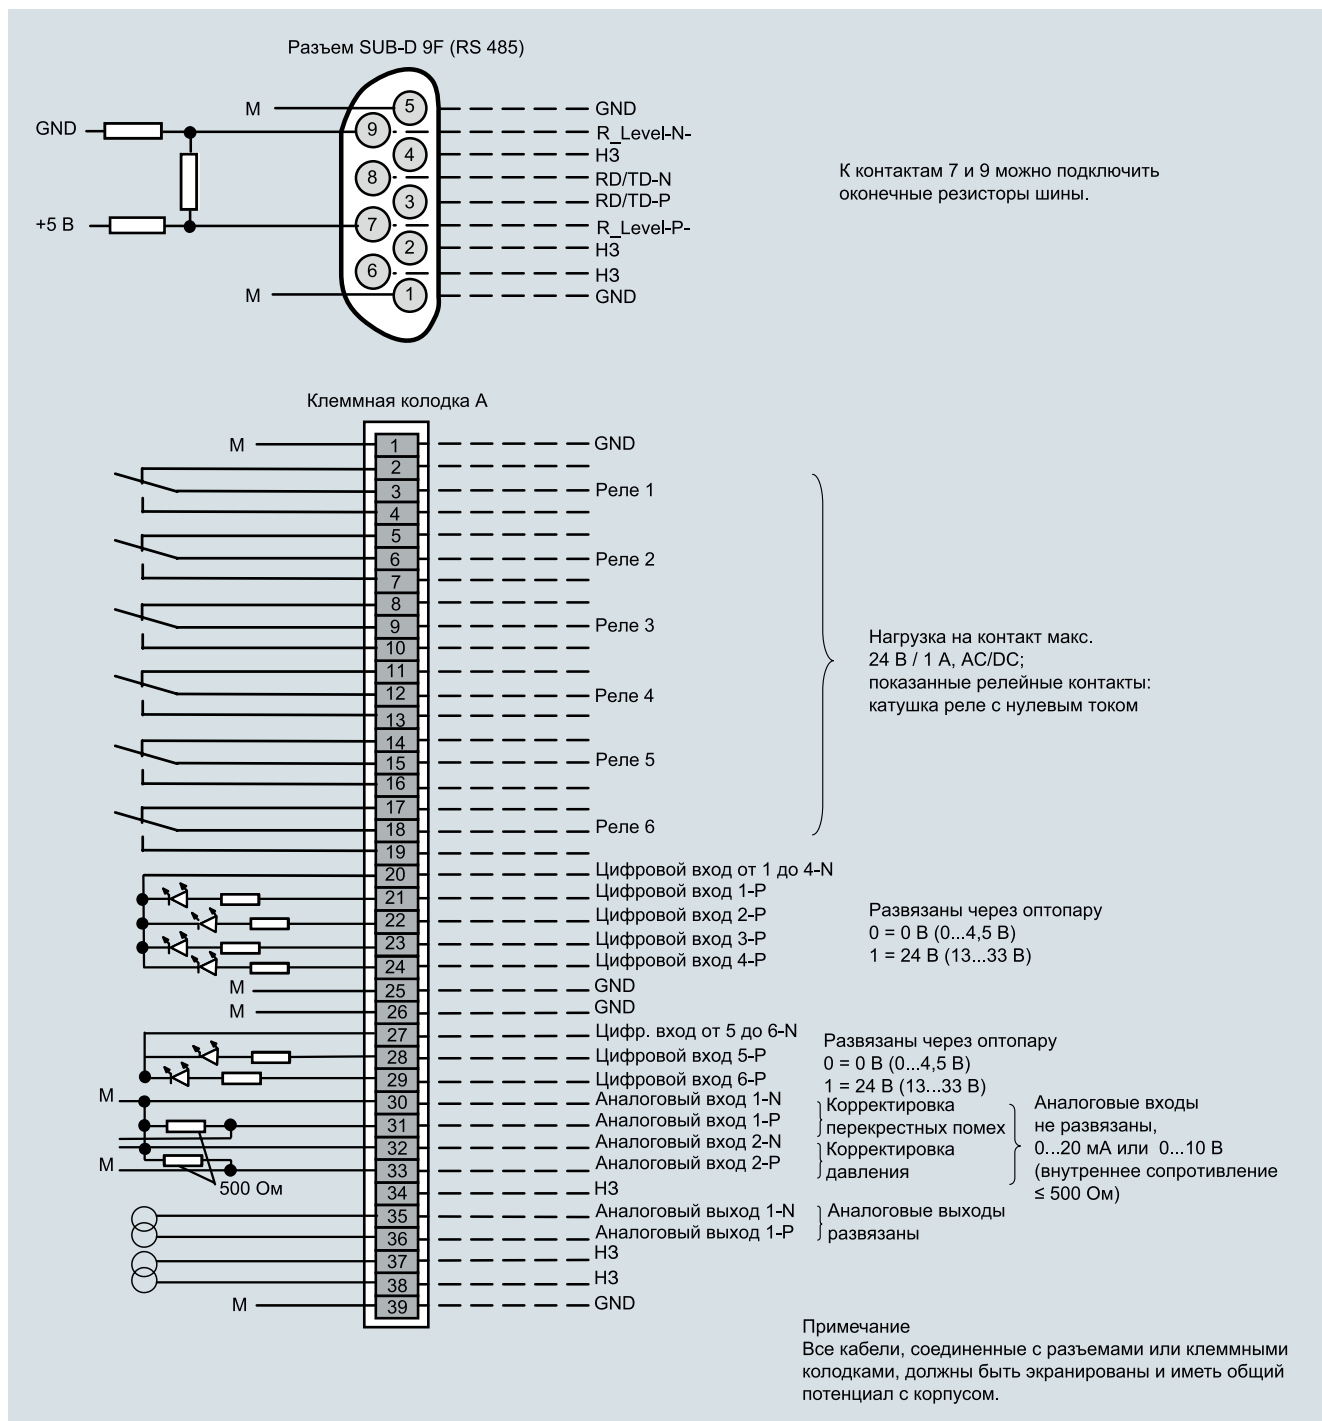 Разъем SUB-D 9F (RS 485)
M 5 GND
GND 9 R_Level-N-
4 НЗ
8 RD/TD-N
3 RD/TD-P
+5 В 7 R_Level-P-
2 НЗ
6 НЗ
M 1 GND
К контактам 7 и 9 можно подключить
оконечные резисторы шины.
Клеммная колодка А
M 1 GND
2
3 Реле 1
4
5
6 Реле 2
7
8
9 Реле 3
10
11
12 Реле 4
13
14
15 Реле 5
16
17
18 Реле 6
19
Нагрузка на контакт макс.
24 В / 1 А, AC/DC;
показанные релейные контакты:
катушка реле с нулевым током
20 Цифровой вход от 1 до 4-N
21 Цифровой вход 1-P
22 Цифровой вход 2-P
23 Цифровой вход 3-P
24 Цифровой вход 4-P
Развязаны через оптопару
0 = 0 В (0...4,5 В)
1 = 24 В (13...33 В)
M 25 GND
M 26 GND
27 Цифр. вход от 5 до 6-N
28 Цифровой вход 5-P
29 Цифровой вход 6-P
Развязаны через оптопару
0 = 0 В (0...4,5 В)
1 = 24 В (13...33 В)
M 30 Аналоговый вход 1-N
31 Аналоговый вход 1-P
32 Аналоговый вход 2-N
M 33 Аналоговый вход 2-P
500 Ом
Корректировка
перекрестных помех
Корректировка
давления
Аналоговые входы
не развязаны,
0...20 мА или 0...10 В
(внутреннее сопротивление
≤ 500 Ом)
34 НЗ
35 Аналоговый выход 1-N
36 Аналоговый выход 1-P
Аналоговые выходы
развязаны
37 НЗ
38 НЗ
M 39 GND
Примечание
Все кабели, соединенные с разъемами или клеммными
колодками, должны быть экранированы и иметь общий
потенциал с корпусом.